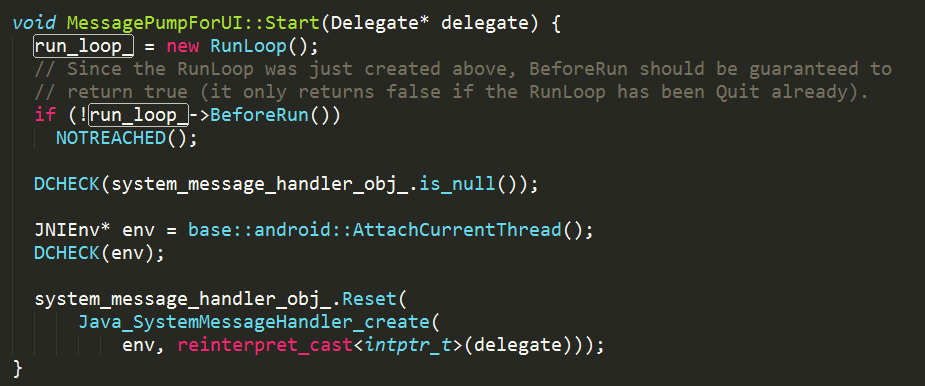 void MessagePumpForUI::Start(Delegate* delegate) {
  run_loop_ = new RunLoop();
  // Since the RunLoop was just created above, BeforeRun should be guaranteed to
  // return true (it only returns false if the RunLoop has been Quit already).
  if (!run_loop_->BeforeRun())
    NOTREACHED();

  DCHECK(system_message_handler_obj_.is_null());

  JNIEnv* env = base::android::AttachCurrentThread();
  DCHECK(env);

  system_message_handler_obj_.Reset(
      Java_SystemMessageHandler_create(
          env, reinterpret_cast<intptr_t>(delegate)));
}